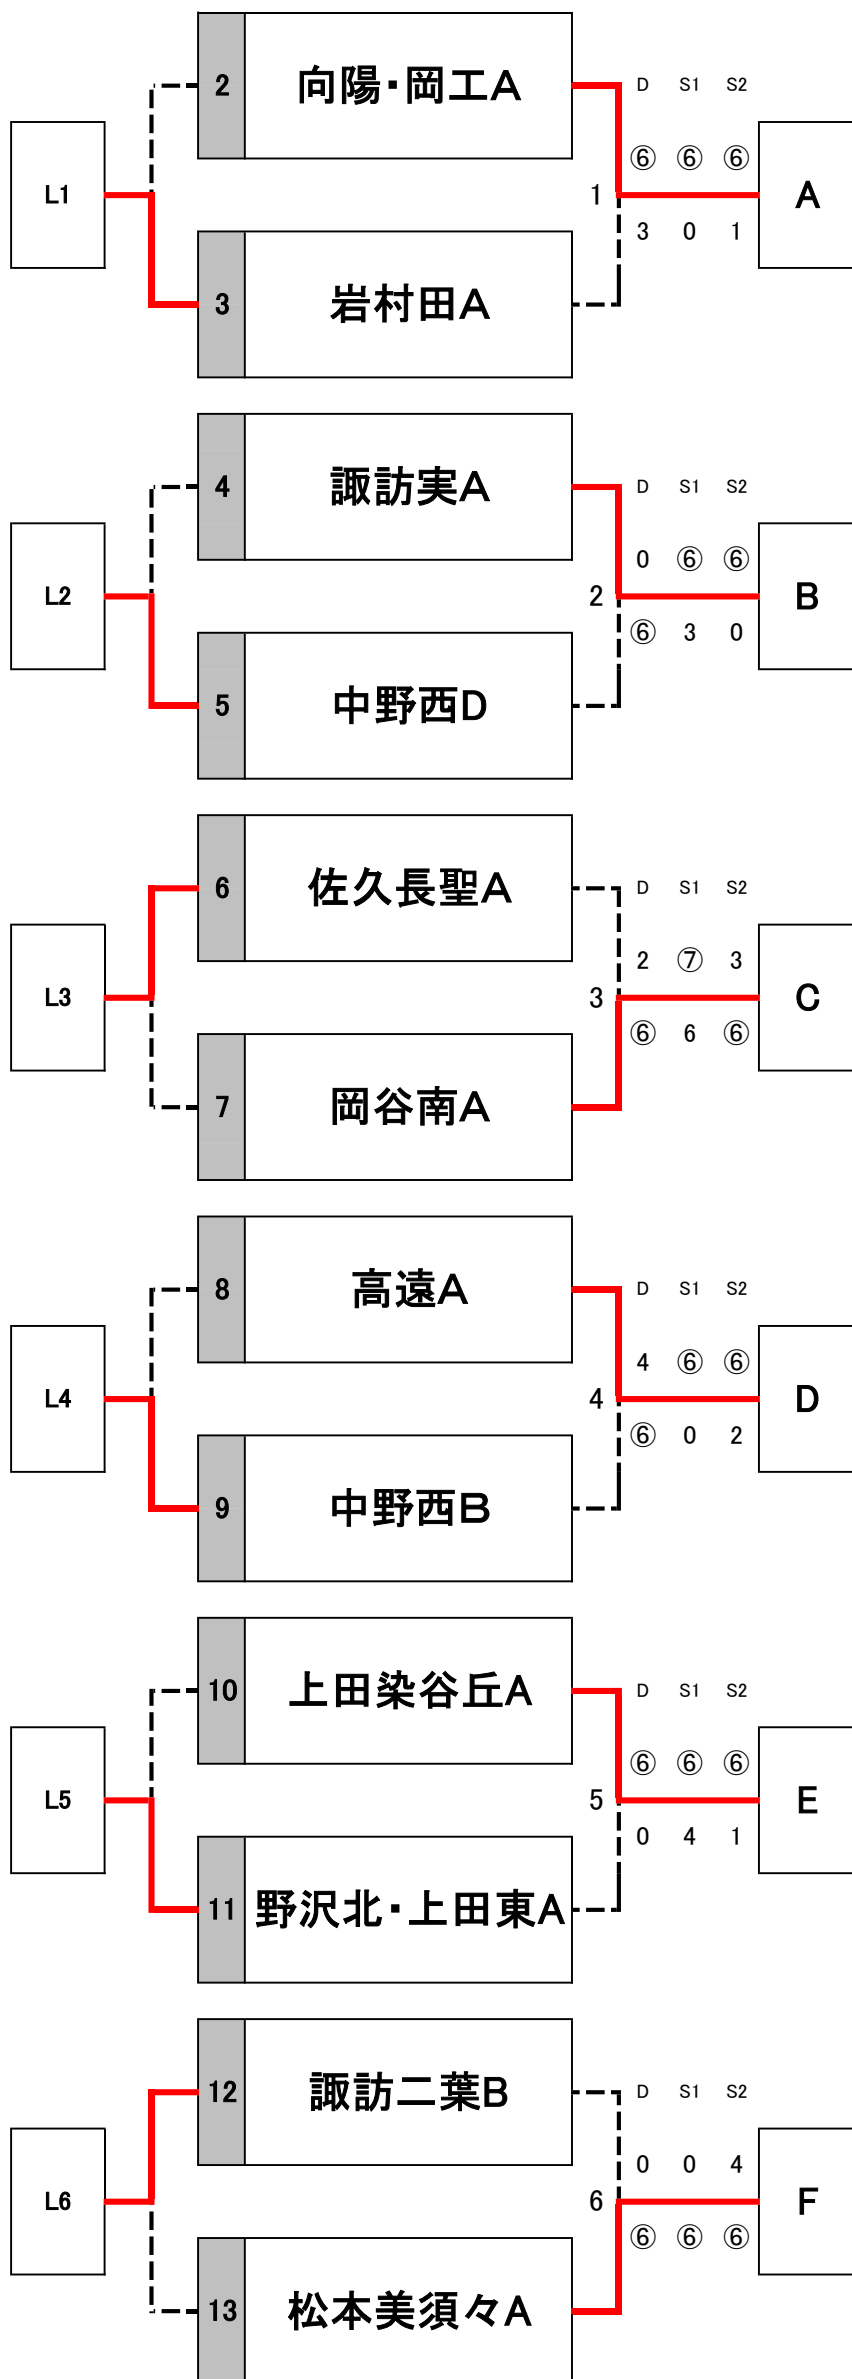 2 向陽・岡工A D S1 S2
⑥ ⑥ ⑥
L1 1 A
3 0 1
3 岩村田A
4 諏訪実A D S1 S2
0 ⑥ ⑥
L2 2 B
⑥ 3 0
5 中野西D
6 佐久長聖A D S1 S2
2 ⑦ 3
L3 3 C
⑥ 6 ⑥
7 岡谷南A
8 高遠A D S1 S2
4 ⑥ ⑥
L4 4 D
⑥ 0 2
9 中野西B
10 上田染谷丘A D S1 S2
⑥ ⑥ ⑥
L5 5 E
0 4 1
11 野沢北・上田東A
12 諏訪二葉B D S1 S2
0 0 4
L6 6 F
⑥ ⑥ ⑥
13 松本美須々A